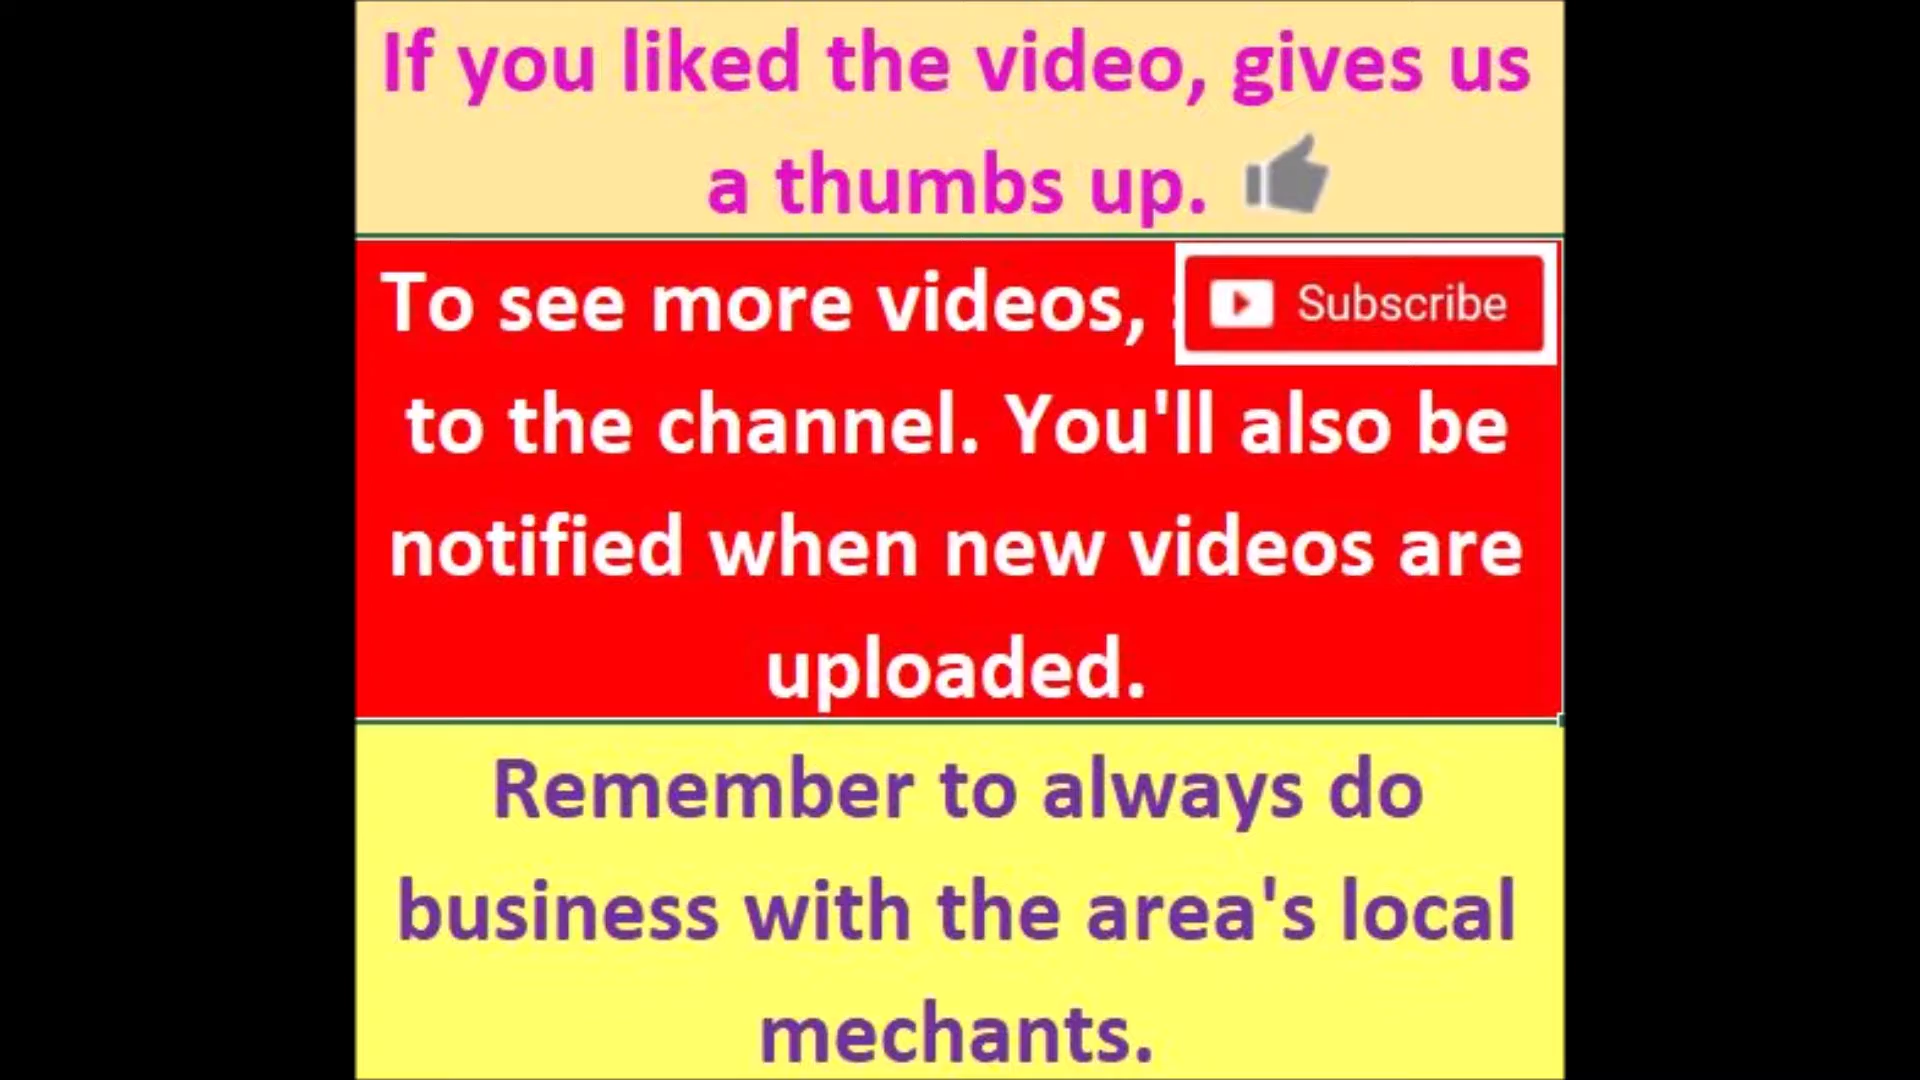 If you liked the video, gives us
a thumbs up.
To see more videos, Subscribe
to the channel. You'll also be
notified when new videos are
uploaded.
Remember to always do
business with the area's local
mechants.